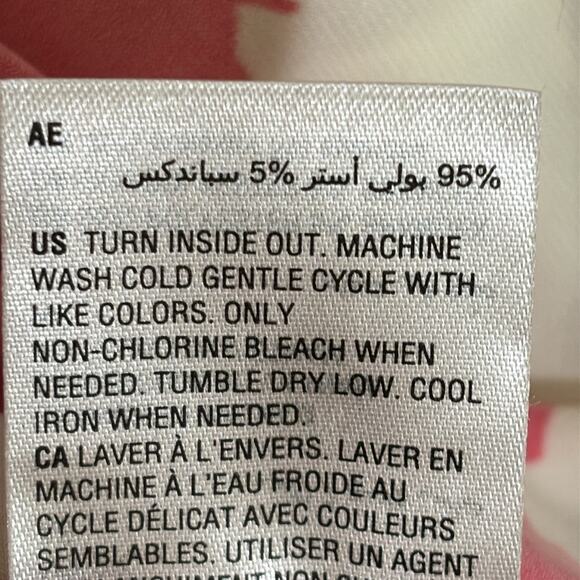 AE
95% بولي أستر 5% سباندكس
US TURN INSIDE OUT. MACHINE
WASH COLD GENTLE CYCLE WITH
LIKE COLORS. ONLY
NON-CHLORINE BLEACH WHEN
NEEDED. TUMBLE DRY LOW. COOL
IRON WHEN NEEDED.
CA LAVER À L'ENVERS. LAVER EN
MACHINE À L'EAU FROIDE AU
CYCLE DÉLICAT AVEC COULEURS
SEMBLABLES. UTILISER UN AGENT